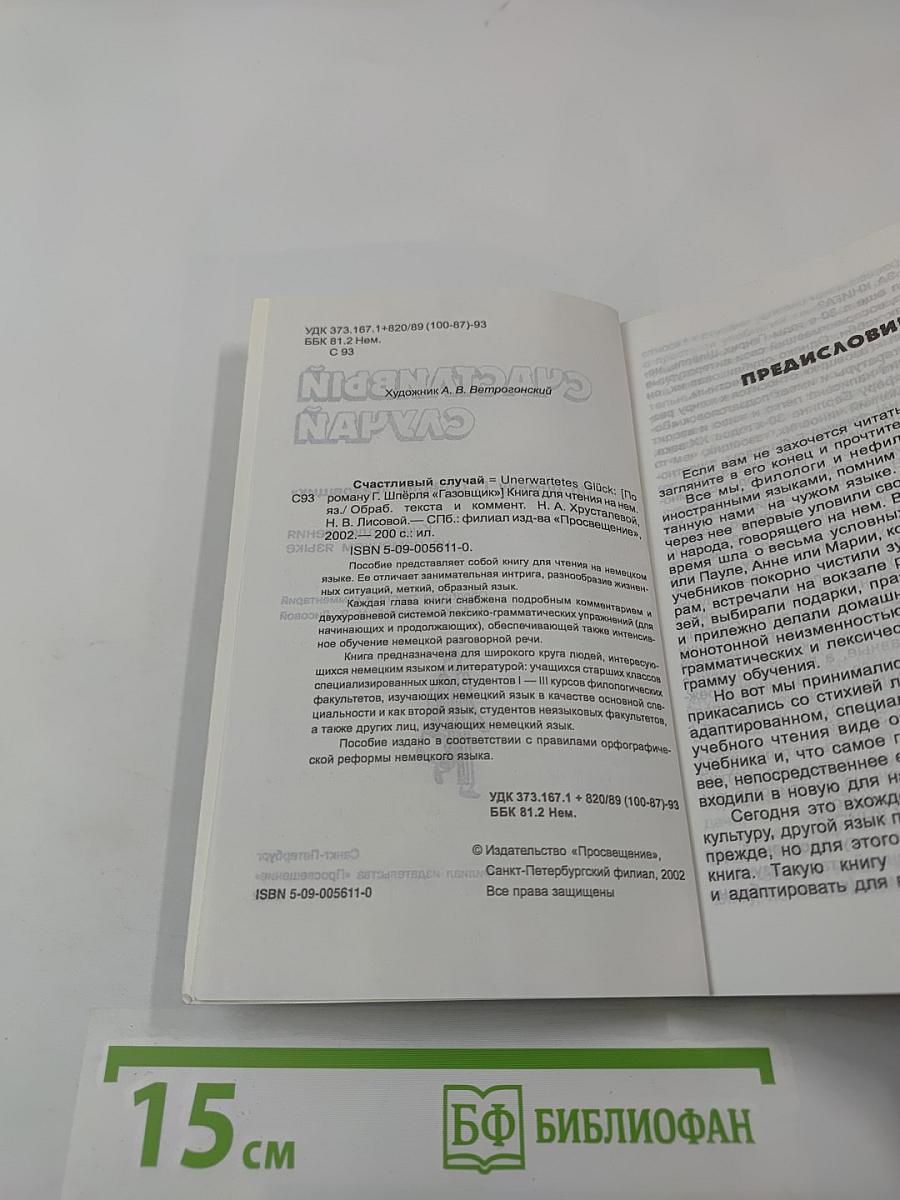 УДК 373.167.1+820/89 (100-87)-93
ББК 81.2 Нем.
С 93
Художник А. В. Ветрогонский
СЧАСТЛИВЫЙ
СЛУЧАЙ
Счастливый случай = Unerwartetes Glück: [По
С93 роману Г. Шпёрля «Газовщик»] Книга для чтения на нем.
яз./ Обраб. текста и коммент. Н. А. Хрусталевой,
Н. В. Лисовой.— СПб.: филиал изд-ва «Просвещение»,
2002.— 200 с.: ил.
ISBN 5-09-005611-0.
Пособие представляет собой книгу для чтения на немецком
языке. Ее отличает занимательная интрига, разнообразие жизнен-
ных ситуаций, меткий, образный язык.
Каждая глава книги снабжена подробным комментарием и
двухуровневой системой лексико-грамматических упражнений (для
начинающих и продолжающих), обеспечивающей также интенсив-
ное обучение немецкой разговорной речи.
Книга предназначена для широкого круга людей, интересую-
щихся немецким языком и литературой: учащихся старших классов
специализированных школ, студентов I — III курсов филологических
факультетов, изучающих немецкий язык в качестве основной спе-
циальности и как второй язык, студентов неязыковых факультетов,
а также других лиц, изучающих немецкий язык.
Пособие издано в соответствии с правилами орфографиче-
ской реформы немецкого языка.
УДК 373.167.1 + 820/89 (100-87)-93
ББК 81.2 Нем.
© Издательство «Просвещение»,
Санкт-Петербургский филиал, 2002
Все права защищены
ISBN 5-09-005611-0
ПРЕДИСЛОВИ
Если вам не захочется читать
загляните в его конец и прочтите
Все мы, филологи и нефил
иностранными языками, помним
танную нами на чужом языке.
через нее впервые уловили сво
и народа, говорящего на нем. В
время шла о весьма условных
или Пауле, Анне или Марии, ко
учебников покорно чистили зу
рам, встречали на вокзале
зей, выбирали подарки, пра
и прилежно делали домашн
монотонной неизменностью
грамматических и лексичес
грамму обучения.
Но вот мы принимались
прикасались со стихией л
адаптированном, специал
учебного чтения виде о
учебника и, что самое г
вее, непосредственнее е
входили в новую для н
Сегодня это вхожд
культуру, другой язык п
прежде, но для этого
книга. Такую книгу
и адаптировать для
15 см
БФ БИБЛИОФАН